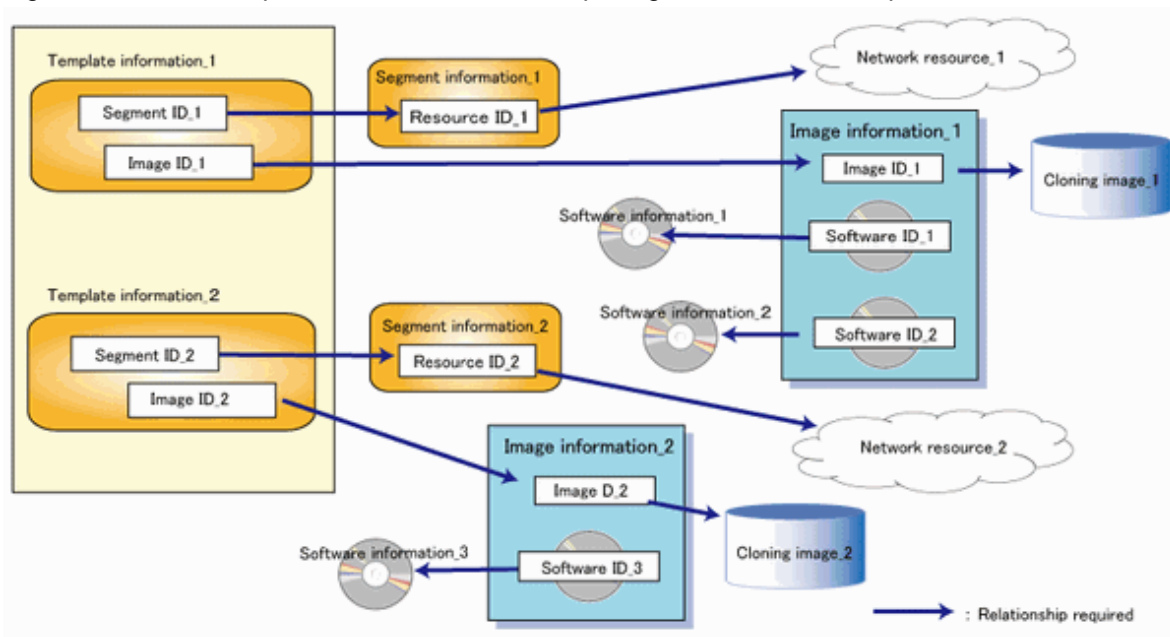 Template information_1
Segment ID_1
Image ID_1
Segment information_1
Resource ID_1
Network resource_1
Image information_1
Image ID_1
Cloning image_1
Software information_1
Software ID_1
Software information_2
Software ID_2
Template information_2
Segment ID_2
Image ID_2
Segment information_2
Resource ID_2
Network resource_2
Image information_2
Image D_2
Cloning image_2
Software information_3
Software ID_3
: Relationship required